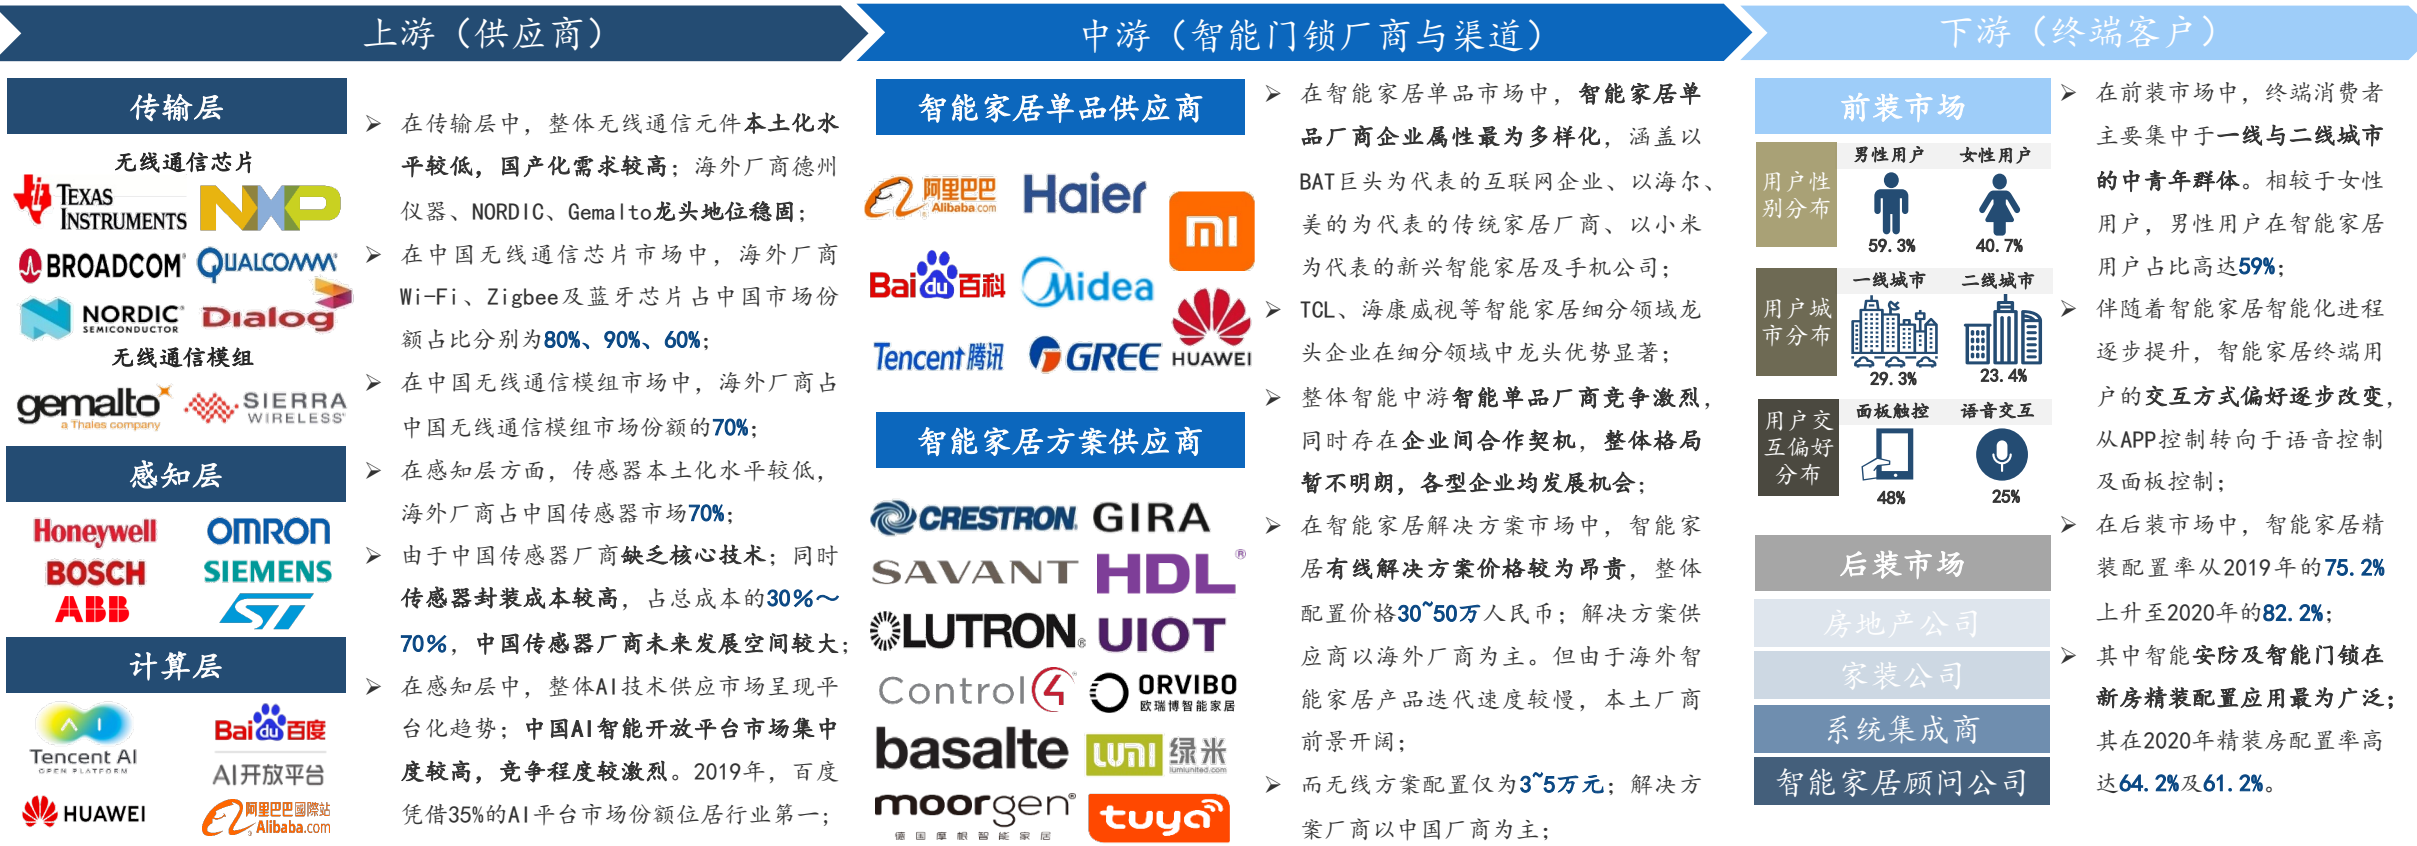 上游（供应商）
中游（智能门锁厂商与渠道）
下游（终端客户）
传输层
无线通信芯片
TEXAS
INSTRUMENTS
NXP
BROADCOM
QUALCOMM
NORDIC
SEMICONDUCTOR
Dialog
无线通信模组
gemalto
a Thales company
SIERRA
WIRELESS
感知层
Honeywell
OMRON
BOSCH
SIEMENS
ABB
ST
计算层
AI
Tencent AI
OPEN PLATFORM
Bai du 百度
AI开放平台
HUAWEI
阿里巴巴國際站
Alibaba.com
➢ 在传输层中，整体无线通信元件本土化水
平较低，国产化需求较高；海外厂商德州
仪器、NORDIC、Gemalto龙头地位稳固；
➢ 在中国无线通信芯片市场中，海外厂商
Wi-Fi、Zigbee及蓝牙芯片占中国市场份
额占比分别为80%、90%、60%；
➢ 在中国无线通信模组市场中，海外厂商占
中国无线通信模组市场份额的70%；
➢ 在感知层方面，传感器本土化水平较低，
海外厂商占中国传感器市场70%；
➢ 由于中国传感器厂商缺乏核心技术；同时
传感器封装成本较高，占总成本的30%～
70%，中国传感器厂商未来发展空间较大；
➢ 在感知层中，整体AI技术供应市场呈现平
台化趋势；中国AI智能开放平台市场集中
度较高，竞争程度较激烈。2019年，百度
凭借35%的AI平台市场份额位居行业第一；
智能家居单品供应商
阿里巴巴
Alibaba.com
Haier
mi
Bai du 百科
Midea
Tencent 腾讯
GREE
HUAWEI
智能家居方案供应商
CRESTRON
GIRA
SAVANT
HDL®
LUTRON®
UIOT
Control4
ORVIBO
欧瑞博智能家居
basalte
LUMI 绿米
lumiunited.com
moorgen®
德国摩根智能家居
tuya
➢ 在智能家居单品市场中，智能家居单
品厂商企业属性最为多样化，涵盖以
BAT巨头为代表的互联网企业、以海尔、
美的为代表的传统家居厂商、以小米
为代表的新兴智能家居及手机公司；
➢ TCL、海康威视等智能家居细分领域龙
头企业在细分领域中龙头优势显著；
➢ 整体智能中游智能单品厂商竞争激烈，
同时存在企业间合作契机，整体格局
暂不明朗，各型企业均发展机会；
➢ 在智能家居解决方案市场中，智能家
居有线解决方案价格较为昂贵，整体
配置价格30~50万人民币；解决方案供
应商以海外厂商为主。但由于海外智
能家居产品迭代速度较慢，本土厂商
前景开阔；
➢ 而无线方案配置仅为3~5万元；解决方
案厂商以中国厂商为主；
前装市场
用户性
别分布
男性用户 女性用户
59.3% 40.7%
用户城
市分布
一线城市 二线城市
29.3% 23.4%
用户交
互偏好
分布
面板触控 语音交互
48% 25%
后装市场
房地产公司
家装公司
系统集成商
智能家居顾问公司
➢ 在前装市场中，终端消费者
主要集中于一线与二线城市
的中青年群体。相较于女性
用户，男性用户在智能家居
用户占比高达59%；
➢ 伴随着智能家居智能化进程
逐步提升，智能家居终端用
户的交互方式偏好逐步改变，
从APP控制转向于语音控制
及面板控制；
➢ 在后装市场中，智能家居精
装配置率从2019年的75.2%
上升至2020年的82.2%；
➢ 其中智能安防及智能门锁在
新房精装配置应用最为广泛；
其在2020年精装房配置率高
达64.2%及61.2%。